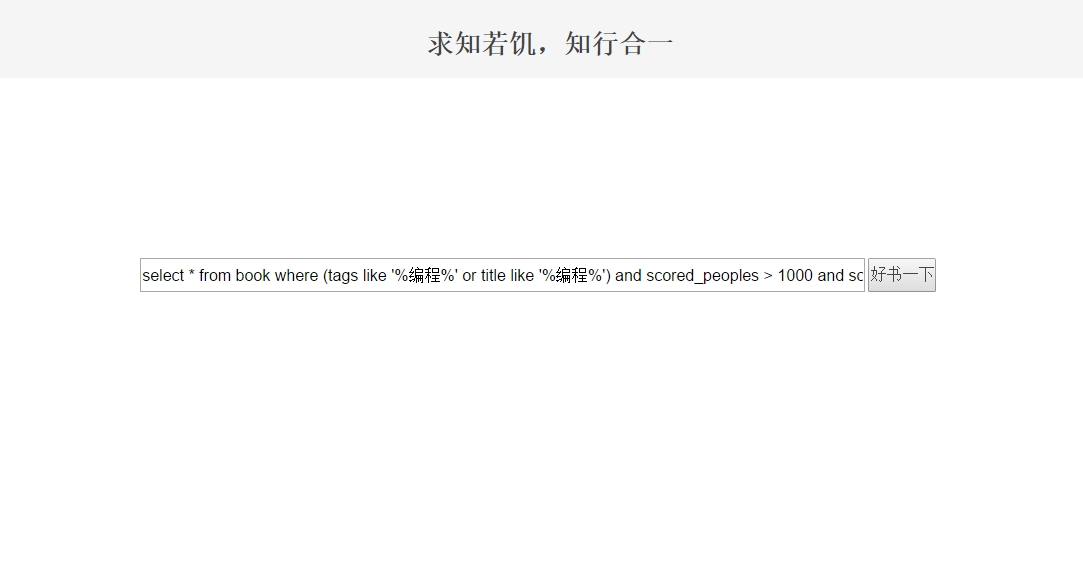 求知若饥，知行合一
select * from book where (tags like '%编程%' or title like '%编程%') and scored_peoples > 1000 and sc
好书一下